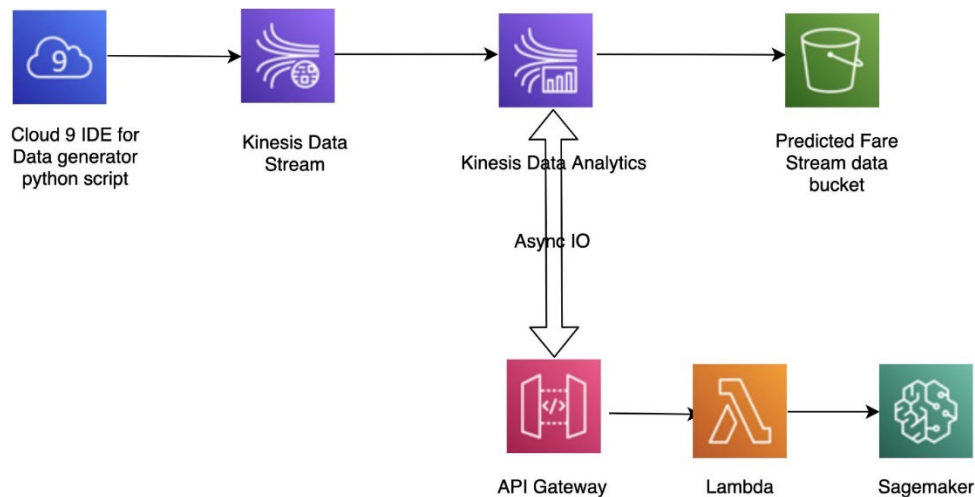 9
Cloud 9 IDE for
Data generator
python script
Kinesis Data
Stream
Kinesis Data Analytics
Predicted Fare
Stream data
bucket
Async IO
</>
API Gateway
Lambda
Sagemaker